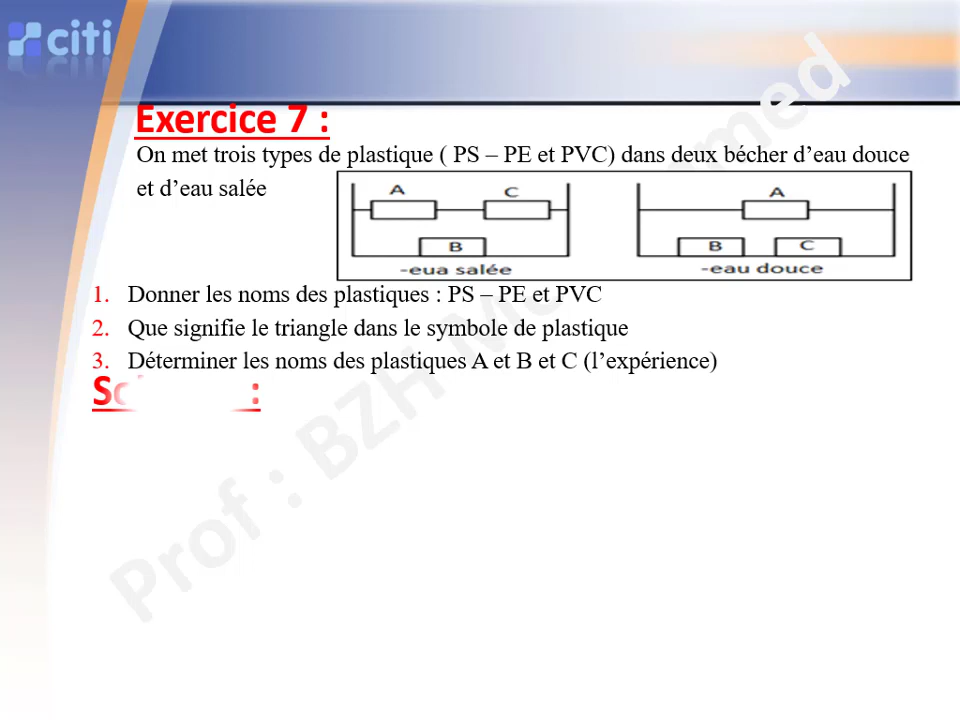 citi
Exercice 7 :
On met trois types de plastique ( PS – PE et PVC) dans deux bécher d’eau douce
et d’eau salée
A C A
B B C
-eua salée -eau douce
1. Donner les noms des plastiques : PS – PE et PVC
2. Que signifie le triangle dans le symbole de plastique
3. Déterminer les noms des plastiques A et B et C (l’expérience)
Prof : BZH